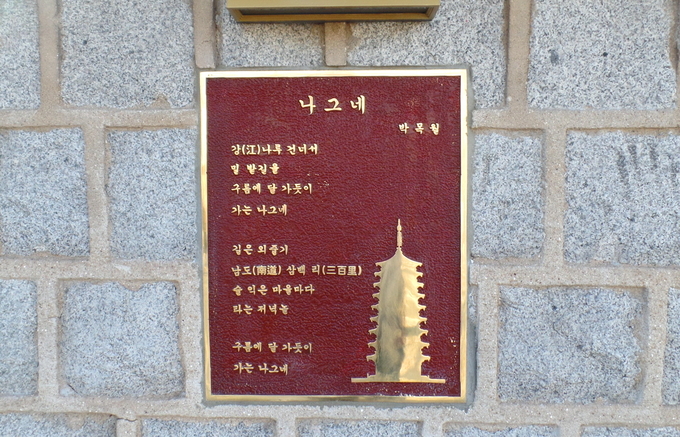 나그네
박목월
강(江)나루 건너서
밀 밭길을
구름에 달 가듯이
가는 나그네
길은 외줄기
남도(南道) 삼백 리(三百里)
술 익은 마을마다
타는 저녁놀
구름에 달 가듯이
가는 나그네